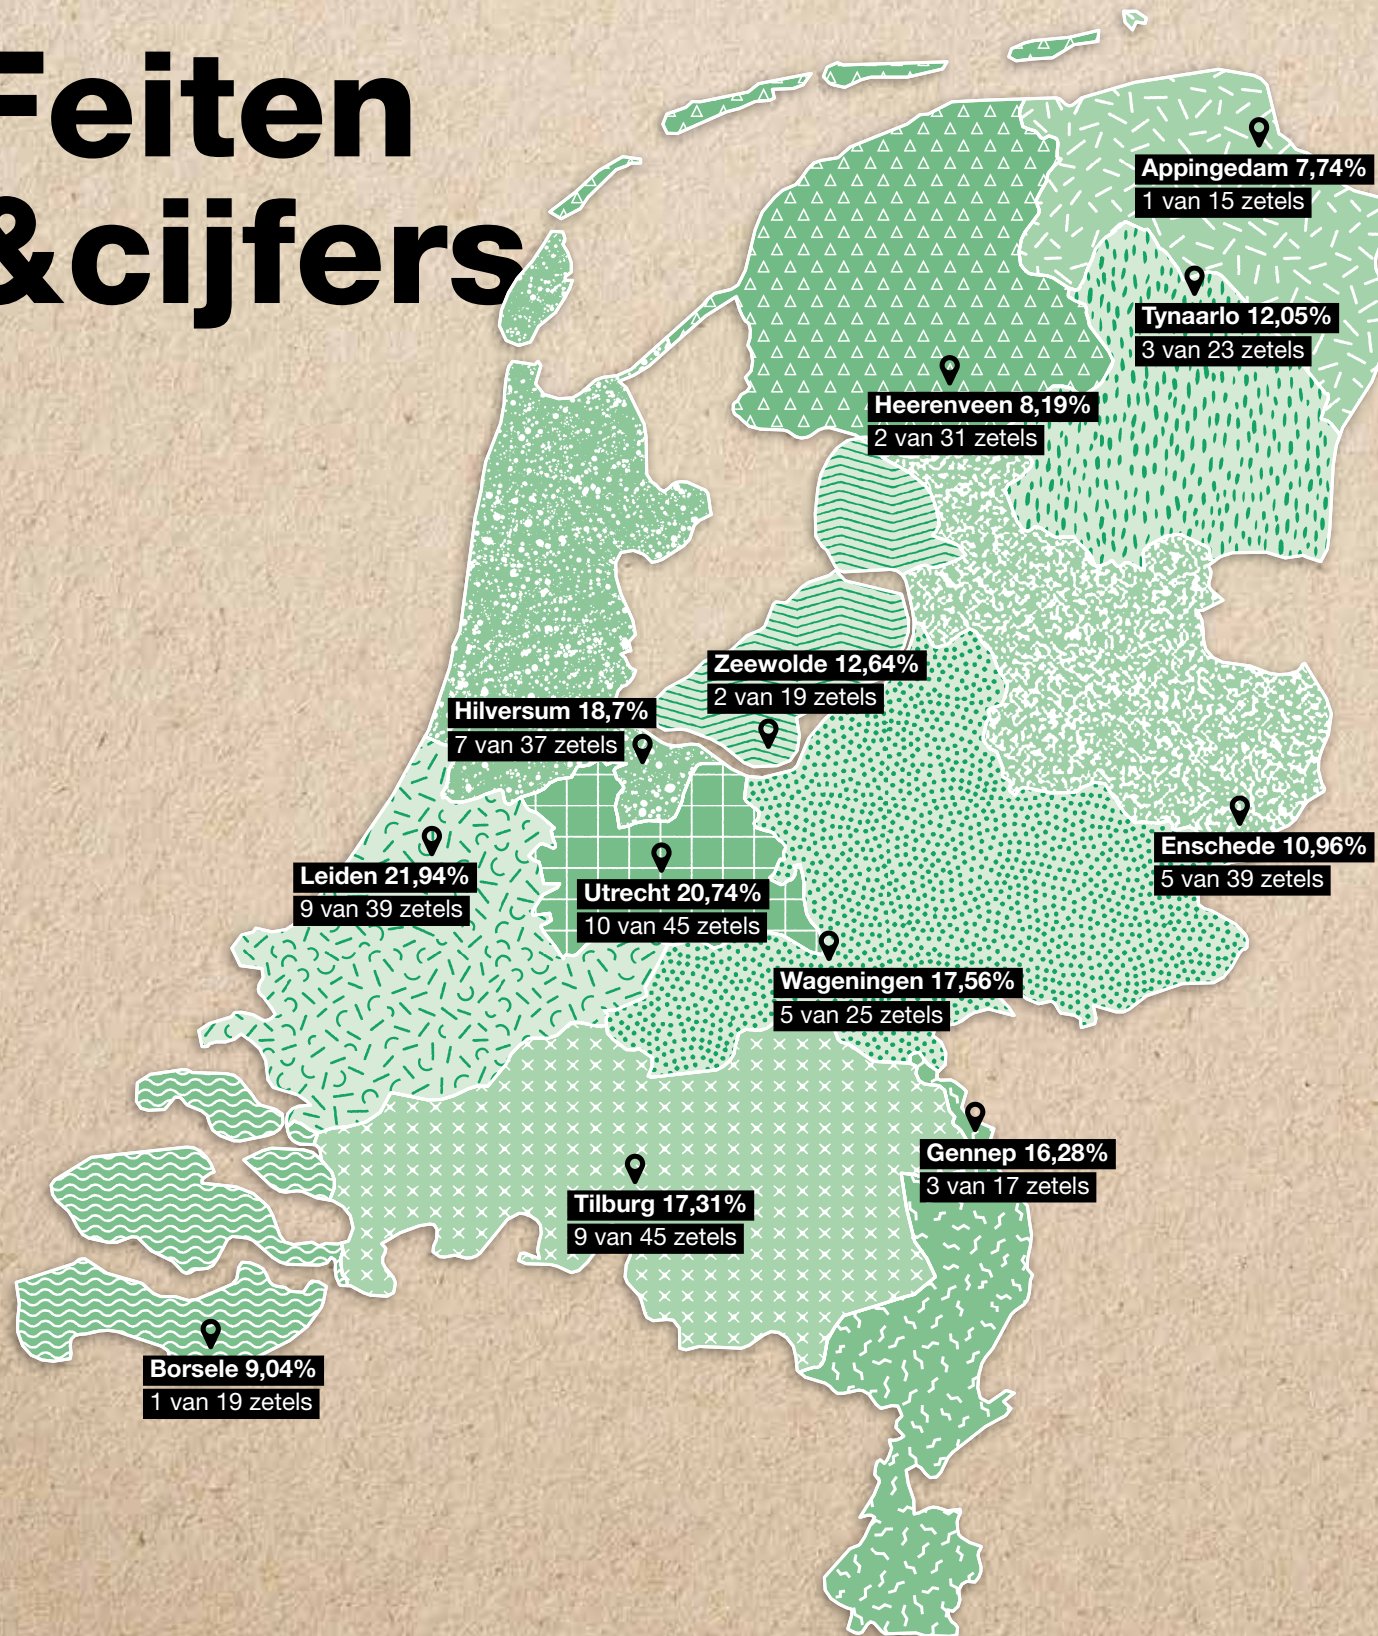 Feiten
&cijfers
Appingedam 7,74%
1 van 15 zetels
Tynaarlo 12,05%
3 van 23 zetels
Heerenveen 8,19%
2 van 31 zetels
Zeewolde 12,64%
2 van 19 zetels
Hilversum 18,7%
7 van 37 zetels
Enschede 10,96%
5 van 39 zetels
Leiden 21,94%
9 van 39 zetels
Utrecht 20,74%
10 van 45 zetels
Wageningen 17,56%
5 van 25 zetels
Gennep 16,28%
3 van 17 zetels
Tilburg 17,31%
9 van 45 zetels
Borsele 9,04%
1 van 19 zetels